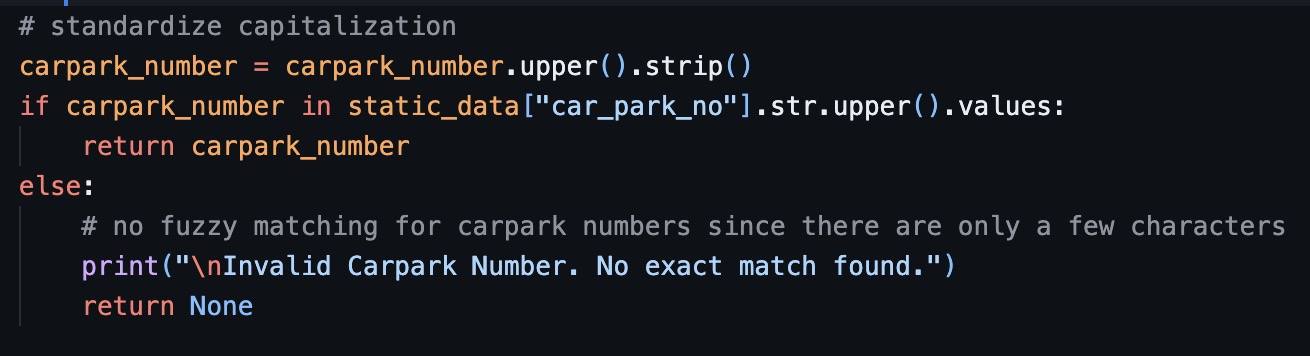 # standardize capitalization
carpark_number = carpark_number.upper().strip()
if carpark_number in static_data["car_park_no"].str.upper().values:
    return carpark_number
else:
    # no fuzzy matching for carpark numbers since there are only a few characters
    print("\nInvalid Carpark Number. No exact match found.")
    return None